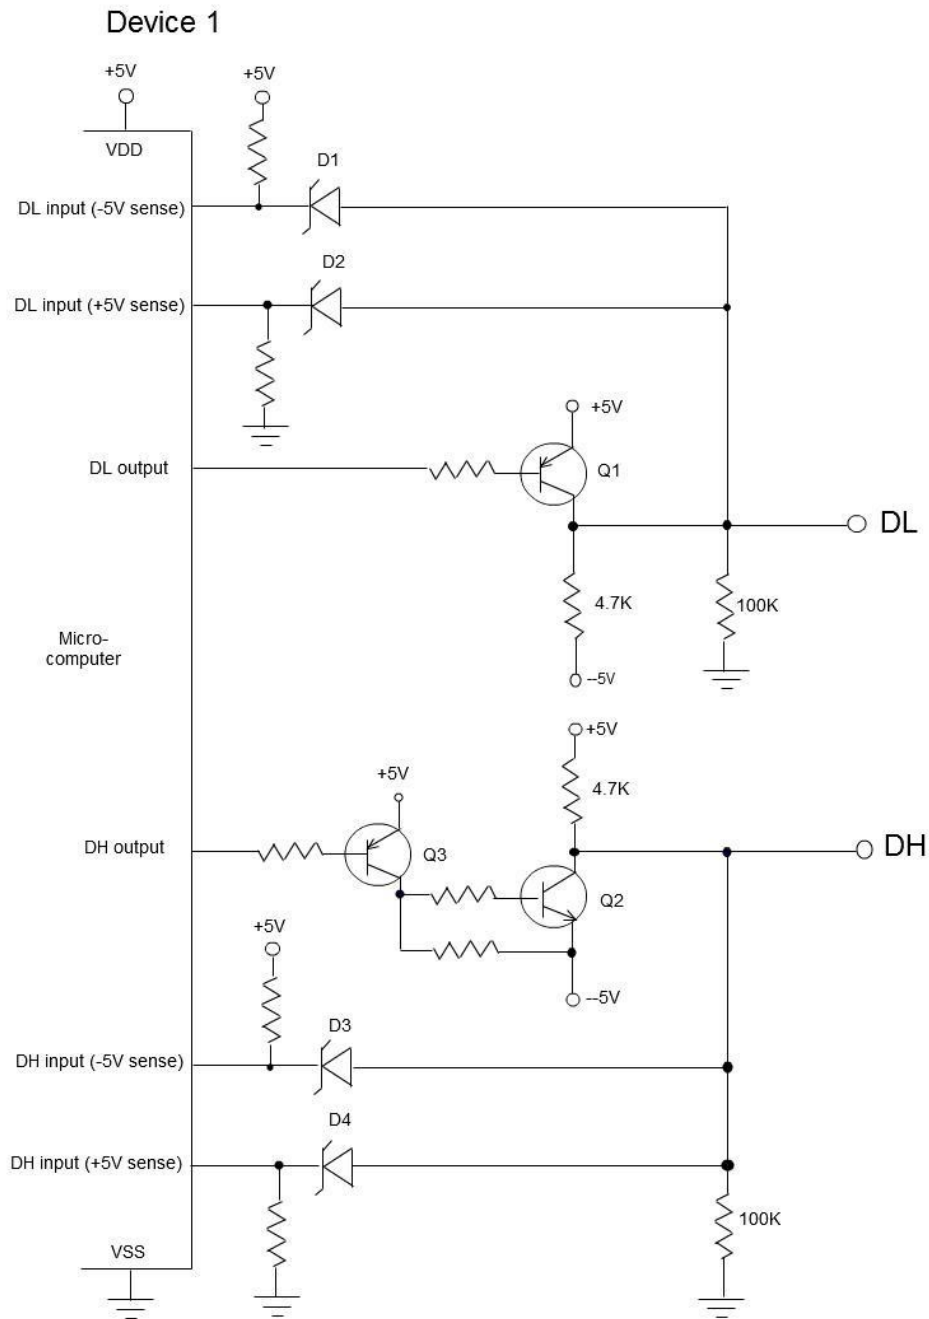 Device 1
+5V
+5V
VDD
D1
DL input (-5V sense)
D2
DL input (+5V sense)
+5V
DL output
Q1
DL
4.7K
100K
Micro-
computer
--5V
+5V
+5V
4.7K
DH output
Q3
DH
Q2
+5V
--5V
D3
DH input (-5V sense)
D4
DH input (+5V sense)
100K
VSS